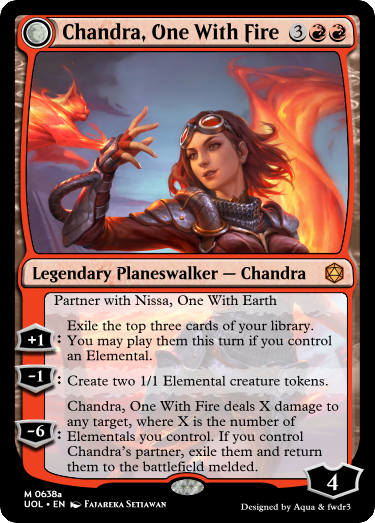 Chandra, One With Fire 3
Legendary Planeswalker — Chandra
Partner with Nissa, One With Earth
+1: Exile the top three cards of your library.
You may play them this turn if you control
an Elemental.
-1: Create two 1/1 Elemental creature tokens.
Chandra, One With Fire deals X damage to
any target, where X is the number of
-6: Elementals you control. If you control
Chandra's partner, exile them and return
them to the battlefield melded.
4
M 0638a
UOL • EN Fajareka Setiawan
Designed by Aqua & fwdr3